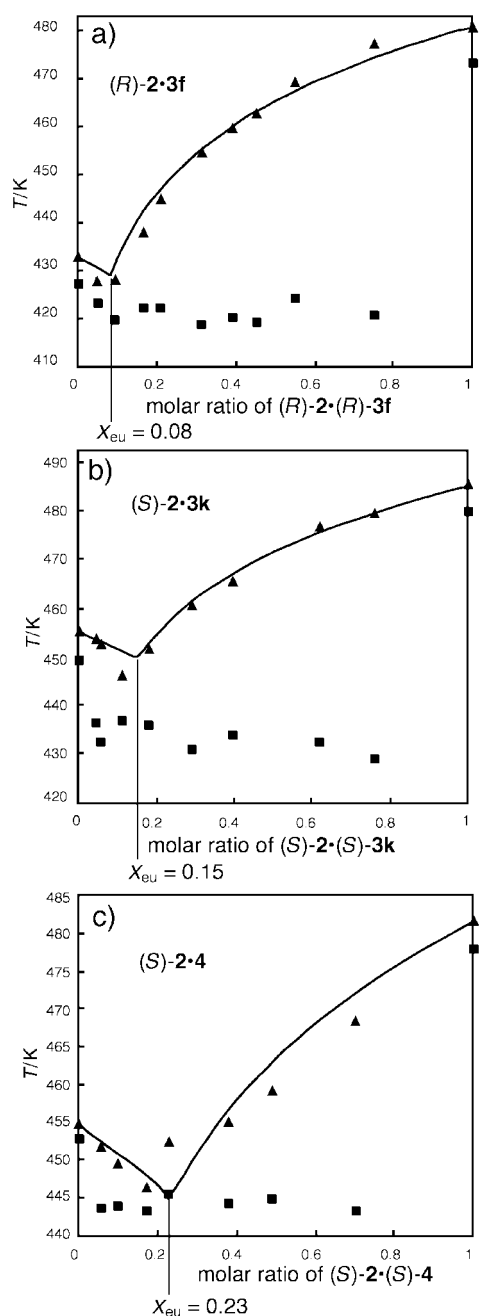 a)
(R)-2•3f
T/K
480
470
460
450
440
430
420
410
0 0.2 0.4 0.6 0.8 1
molar ratio of (R)-2•(R)-3f
Xeu = 0.08
b)
(S)-2•3k
T/K
490
480
470
460
450
440
430
420
0 0.2 0.4 0.6 0.8 1
molar ratio of (S)-2•(S)-3k
Xeu = 0.15
c)
(S)-2•4
T/K
485
480
475
470
465
460
455
450
445
440
0 0.2 0.4 0.6 0.8 1
molar ratio of (S)-2•(S)-4
Xeu = 0.23